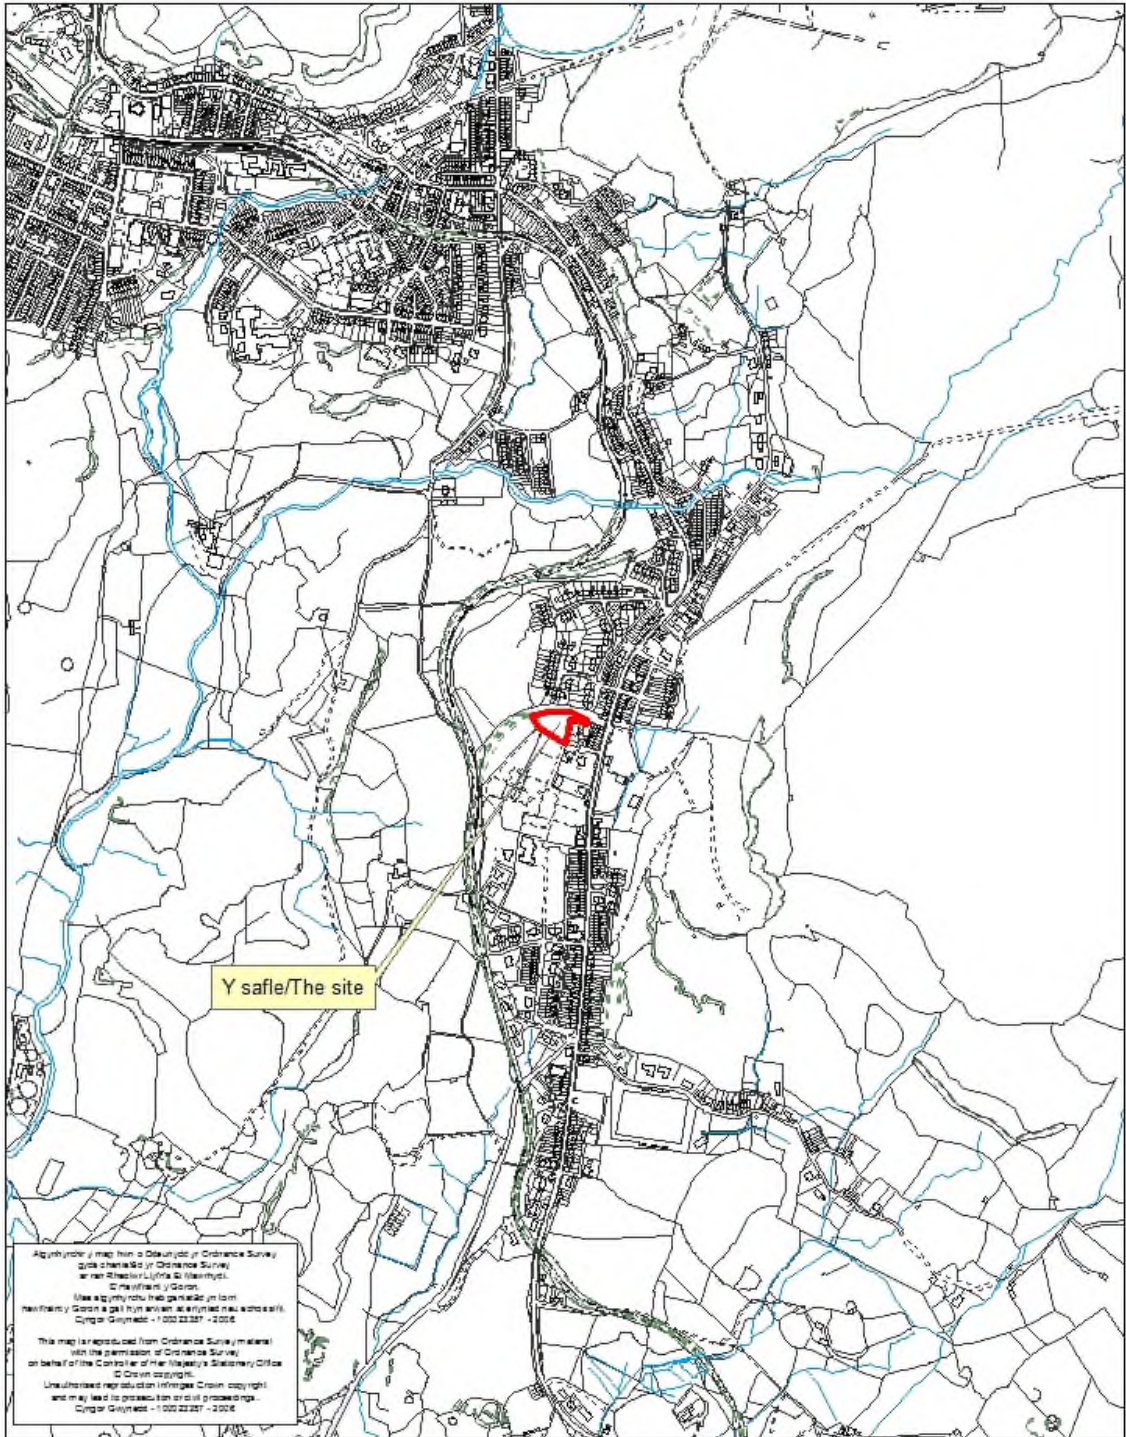 Y safle/The site
Atgynhyrchir y map hwn o Ddeunydd yr Ordnance Survey
gyda chaniatâd yr Ordnance Survey
ar ran Rheolwr Llyfrfa Ei Mawrhydi.
© Hawlfraint y Goron.
Mae atgynhyrchu heb ganiatâd yn torri
hawlfraint y Goron a gall hyn arwain at erlyniad neu achos sifil.
Cyngor Gwynedd - 100023387 - 2006
This map is reproduced from Ordnance Survey material
with the permission of Ordnance Survey
on behalf of the Controller of Her Majesty's Stationery Office
© Crown copyright.
Unauthorised reproduction infringes Crown copyright
and may lead to prosecution or civil proceedings.
Cyngor Gwynedd - 100023387 - 2006